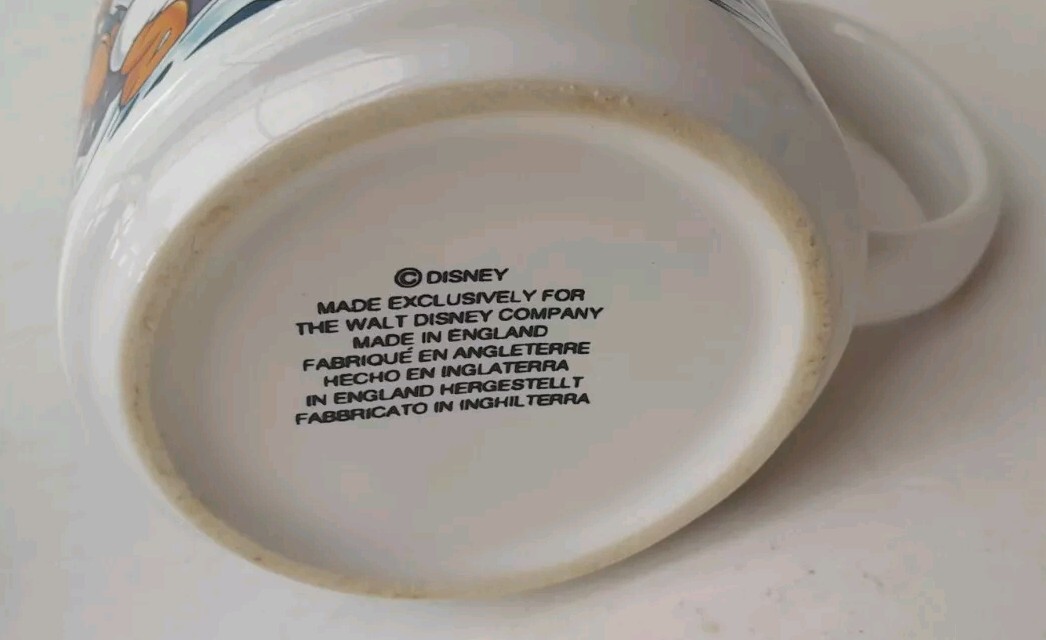 © DISNEY
MADE EXCLUSIVELY FOR
THE WALT DISNEY COMPANY
MADE IN ENGLAND
FABRIQUÉ EN ANGLETERRE
HECHO EN INGLATERRA
IN ENGLAND HERGESTELLT
FABBRICATO IN INGHILTERRA